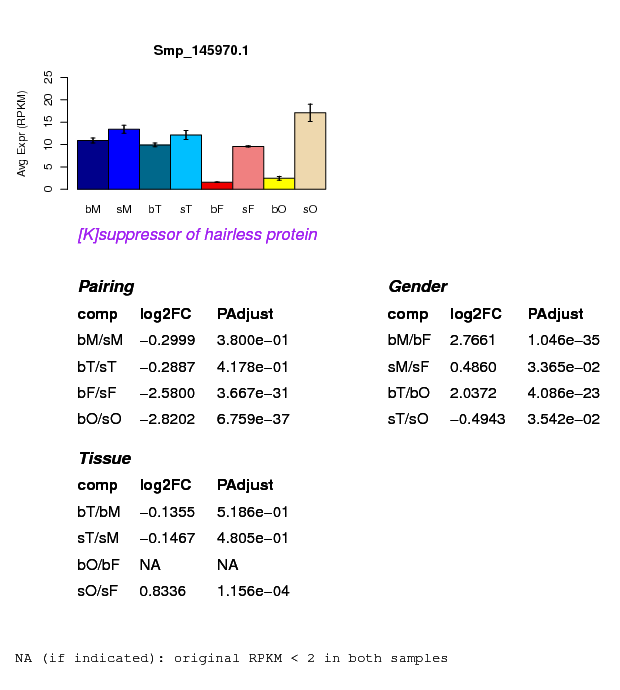 Smp_145970.1
Avg Expr (RPKM)
0 5 10 15 20 25
bM sM bT sT bF sF bO sO
[K]suppressor of hairless protein
Pairing
comp log2FC PAdjust
bM/sM −0.2999 3.800e−01
bT/sT −0.2887 4.178e−01
bF/sF −2.5800 3.667e−31
bO/sO −2.8202 6.759e−37
Gender
comp log2FC PAdjust
bM/bF 2.7661 1.046e−35
sM/sF 0.4860 3.365e−02
bT/bO 2.0372 4.086e−23
sT/sO −0.4943 3.542e−02
Tissue
comp log2FC PAdjust
bT/bM −0.1355 5.186e−01
sT/sM −0.1467 4.805e−01
bO/bF NA NA
sO/sF 0.8336 1.156e−04
NA (if indicated): original RPKM < 2 in both samples